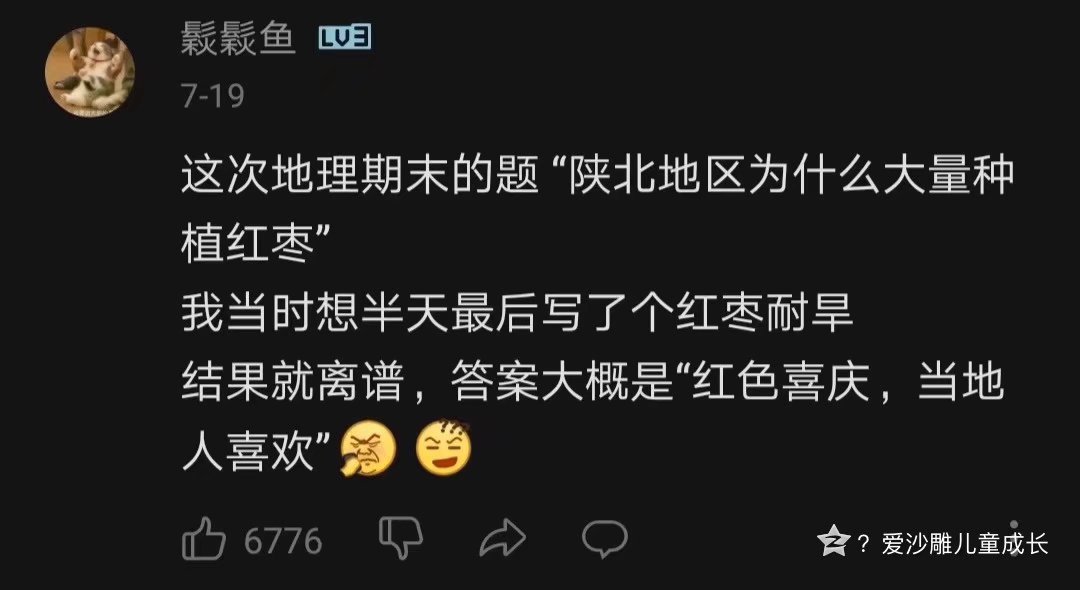 鬏鬏鱼 LV3
7-19
这次地理期末的题 “陕北地区为什么大量种
植红枣”
我当时想半天最后写了个红枣耐旱
结果就离谱，答案大概是“红色喜庆，当地
人喜欢”
6776
？爱沙雕儿童成长